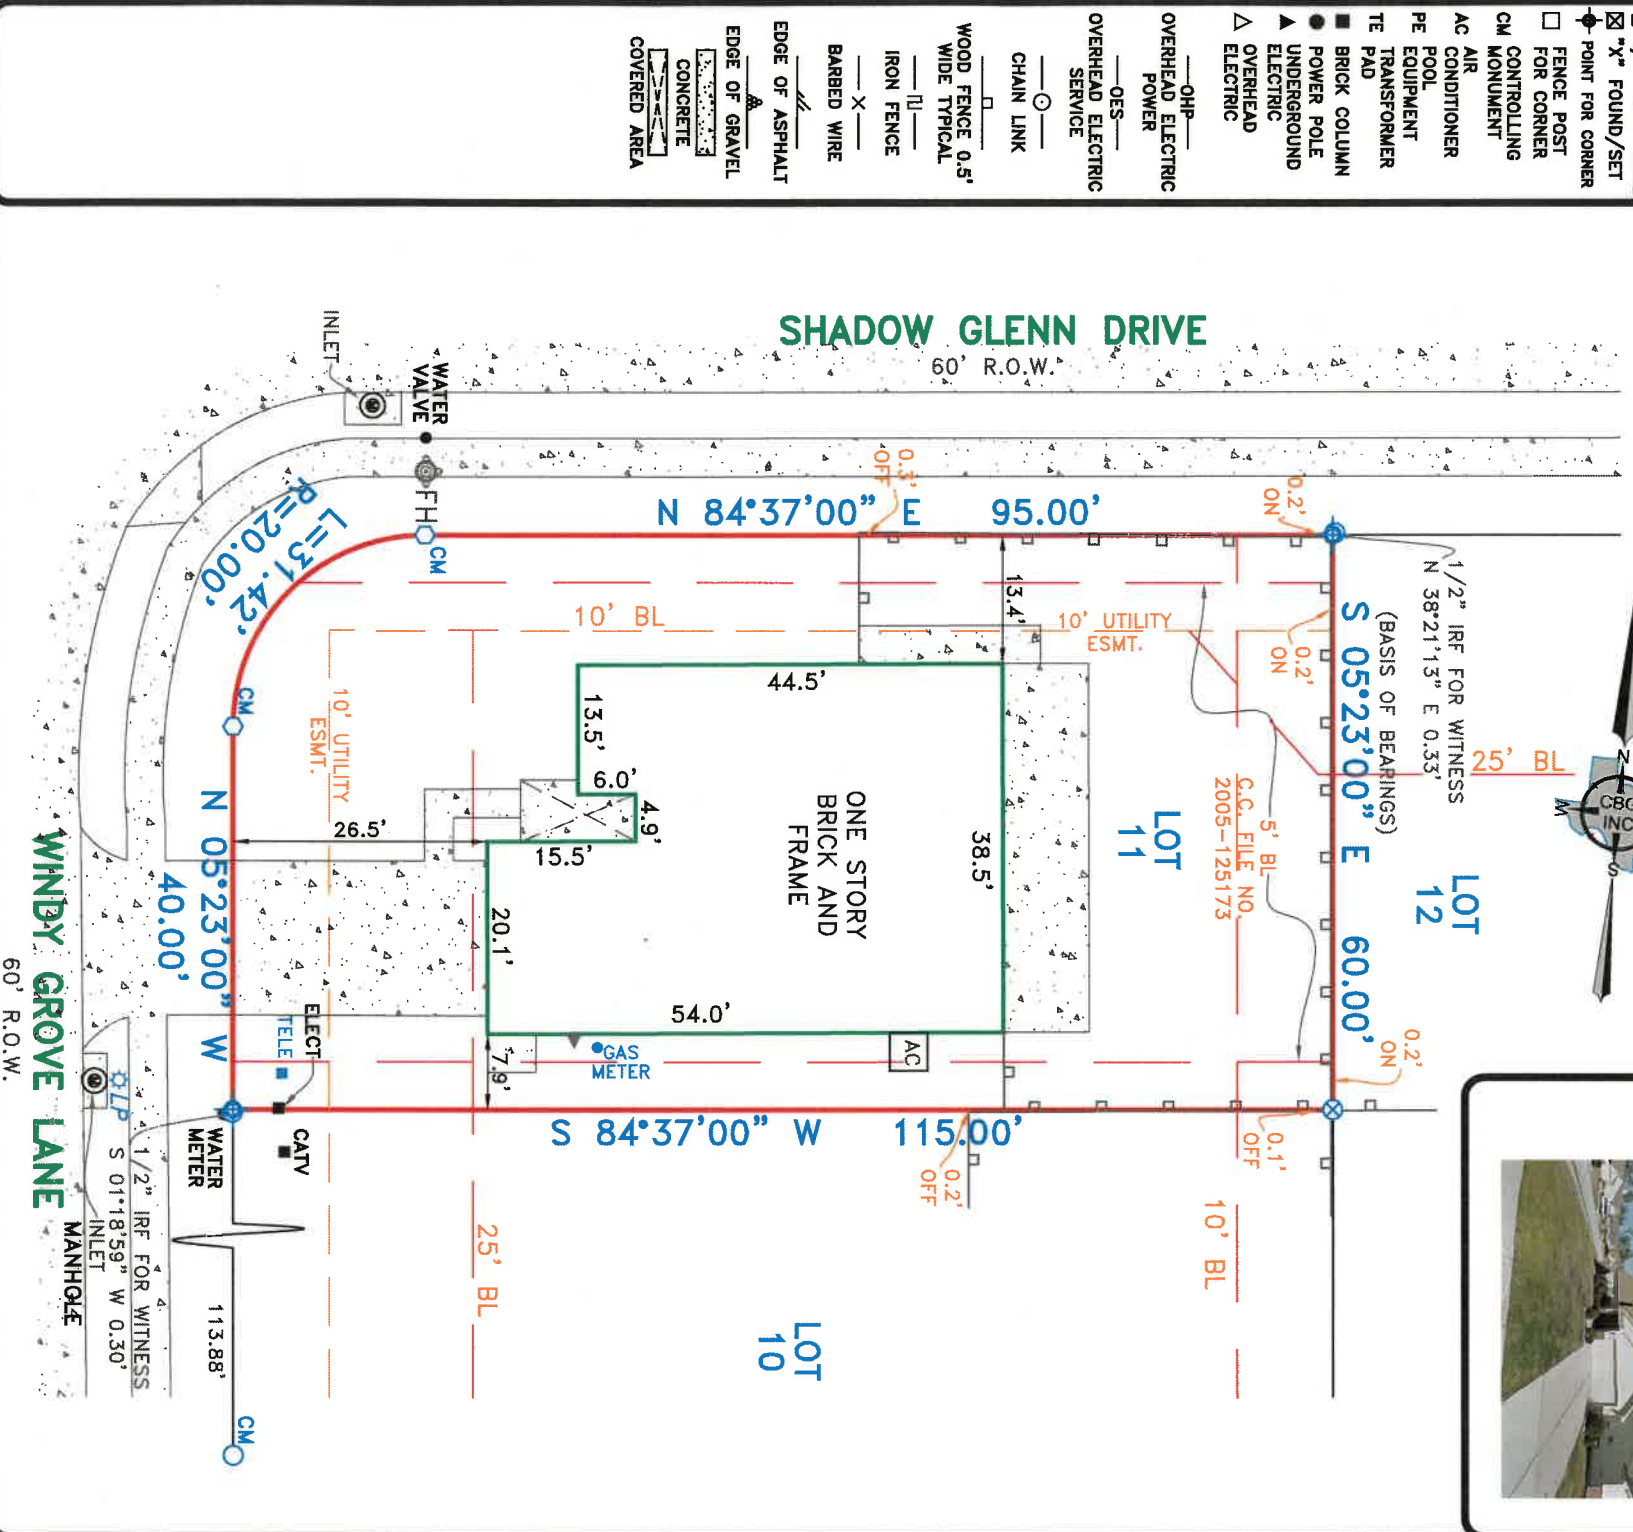 "X" FOUND/SET
POINT FOR CORNER
FENCE POST
FOR CORNER
CM CONTROLLING
MONUMENT
AC AIR
CONDITIONER
PE POOL
EQUIPMENT
TE TRANSFORMER
PAD
BRICK COLUMN
POWER POLE
UNDERGROUND
ELECTRIC
OVERHEAD
ELECTRIC
OHP
OVERHEAD ELECTRIC
POWER
OES
OVERHEAD ELECTRIC
SERVICE
CHAIN LINK
WOOD FENCE 0.5'
WIDE TYPICAL
IRON FENCE
BARBED WIRE
EDGE OF ASPHALT
EDGE OF GRAVEL
CONCRETE
COVERED AREA
SHADOW GLENN DRIVE
60' R.O.W.
INLET
WATER
VALVE
FH
CM
N 84°37'00" E 95.00'
0.3'
OFF
0.2'
ON
1/2" IRF FOR WITNESS
N 38°21'13" E 0.33'
(BASIS OF BEARINGS)
S 05°23'00" E 60.00'
0.2'
ON
25' BL
N
S
W
CBG
INC
LOT
12
L=31.42'
R=20.00'
CM
10' BL
10' UTILITY
ESMT.
10' UTILITY
ESMT.
13.4'
44.5'
13.5'
6.0'
4.9'
15.5'
26.5'
20.1'
54.0'
38.5'
7.9'
ONE STORY
BRICK AND
FRAME
LOT
11
5' BL
C.C. FILE NO.
2005-125173
AC
GAS
METER
N 05°23'00" W
40.00'
ELECT
TELE
CATV
WATER
METER
S 84°37'00" W 115.00'
0.2'
OFF
0.1'
OFF
0.2'
ON
10' BL
25' BL
LOT
10
113.88'
CM
WINDY GROVE LANE
60' R.O.W.
LP
1/2" IRF FOR WITNESS
S 01°18'59" W 0.30'
INLET
MANHOLE